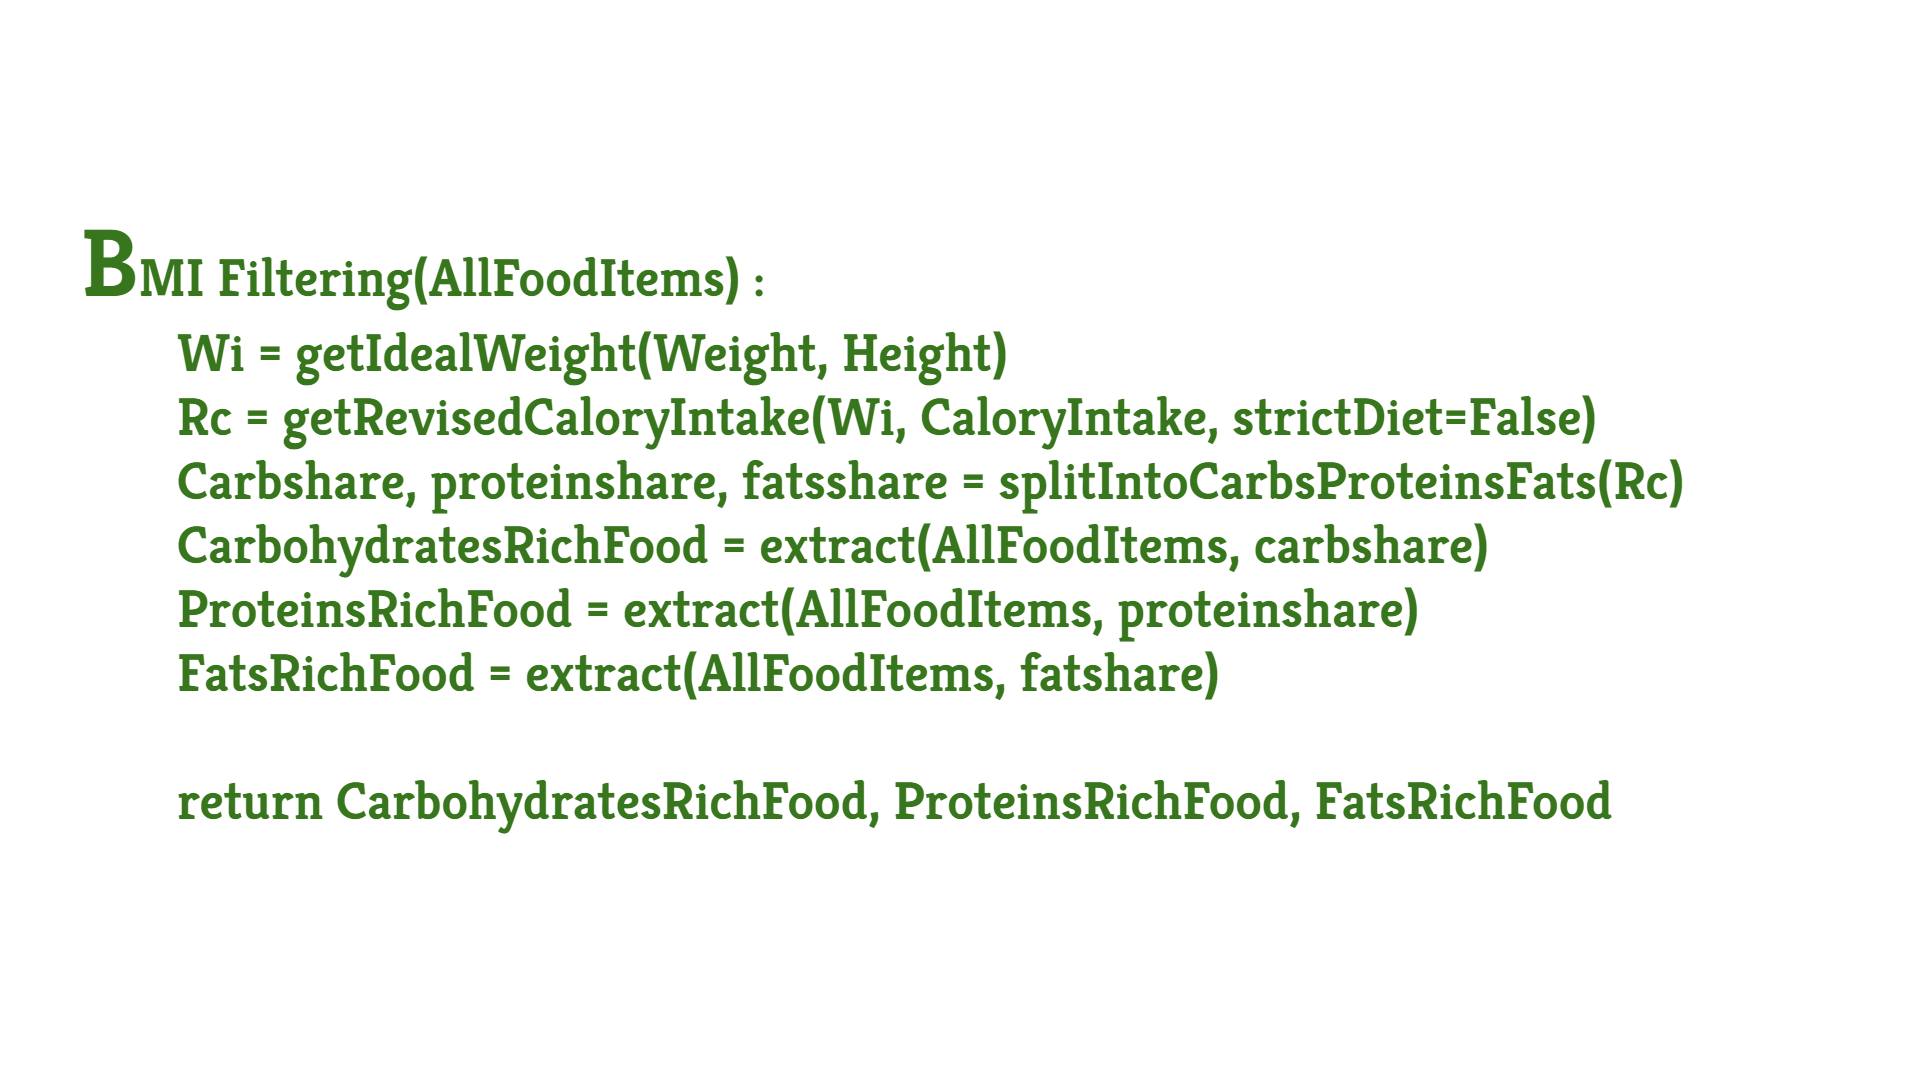 BMI Filtering(AllFoodItems) :
Wi = getIdealWeight(Weight, Height)
Rc = getRevisedCaloryIntake(Wi, CaloryIntake, strictDiet=False)
Carbshare, proteinshare, fatsshare = splitIntoCarbsProteinsFats(Rc)
CarbohydratesRichFood = extract(AllFoodItems, carbshare)
ProteinsRichFood = extract(AllFoodItems, proteinshare)
FatsRichFood = extract(AllFoodItems, fatshare)
return CarbohydratesRichFood, ProteinsRichFood, FatsRichFood